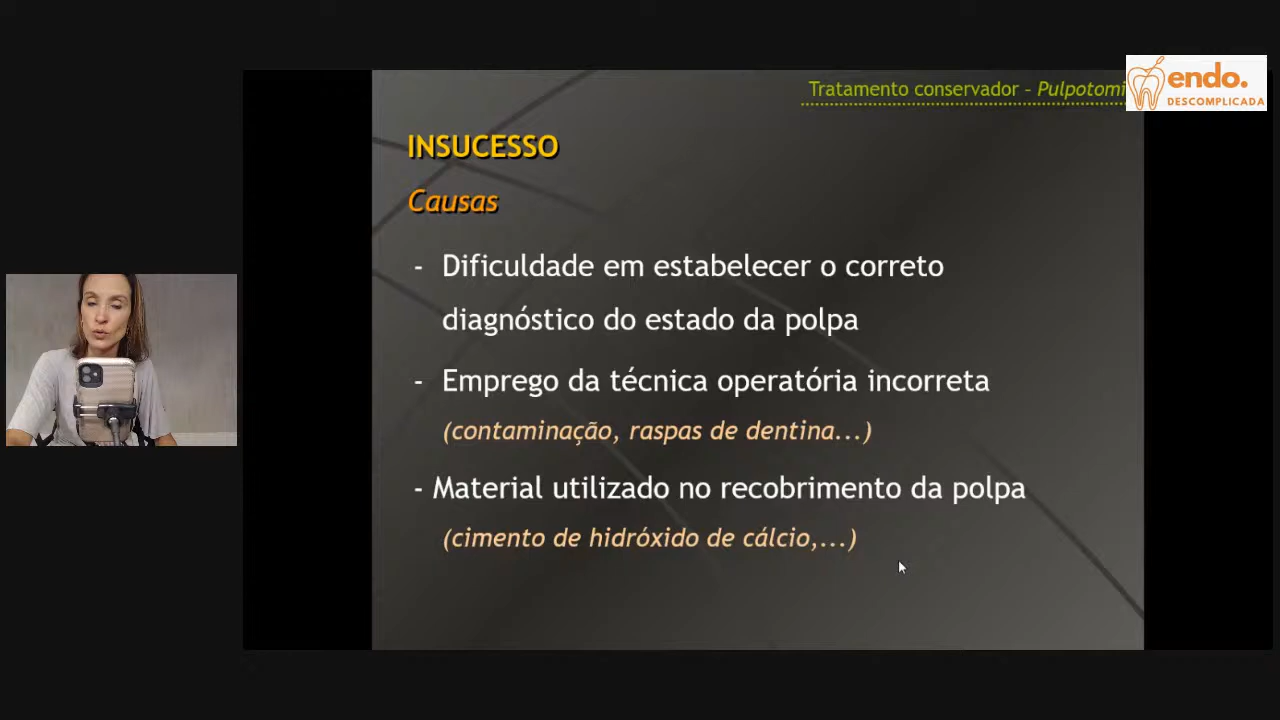 Tratamento conservador – Pulpotomi
endo.
DESCOMPLICADA
INSUCESSO
Causas
- Dificuldade em estabelecer o correto
diagnóstico do estado da polpa
- Emprego da técnica operatória incorreta
(contaminação, raspas de dentina...)
- Material utilizado no recobrimento da polpa
(cimento de hidróxido de cálcio,...)